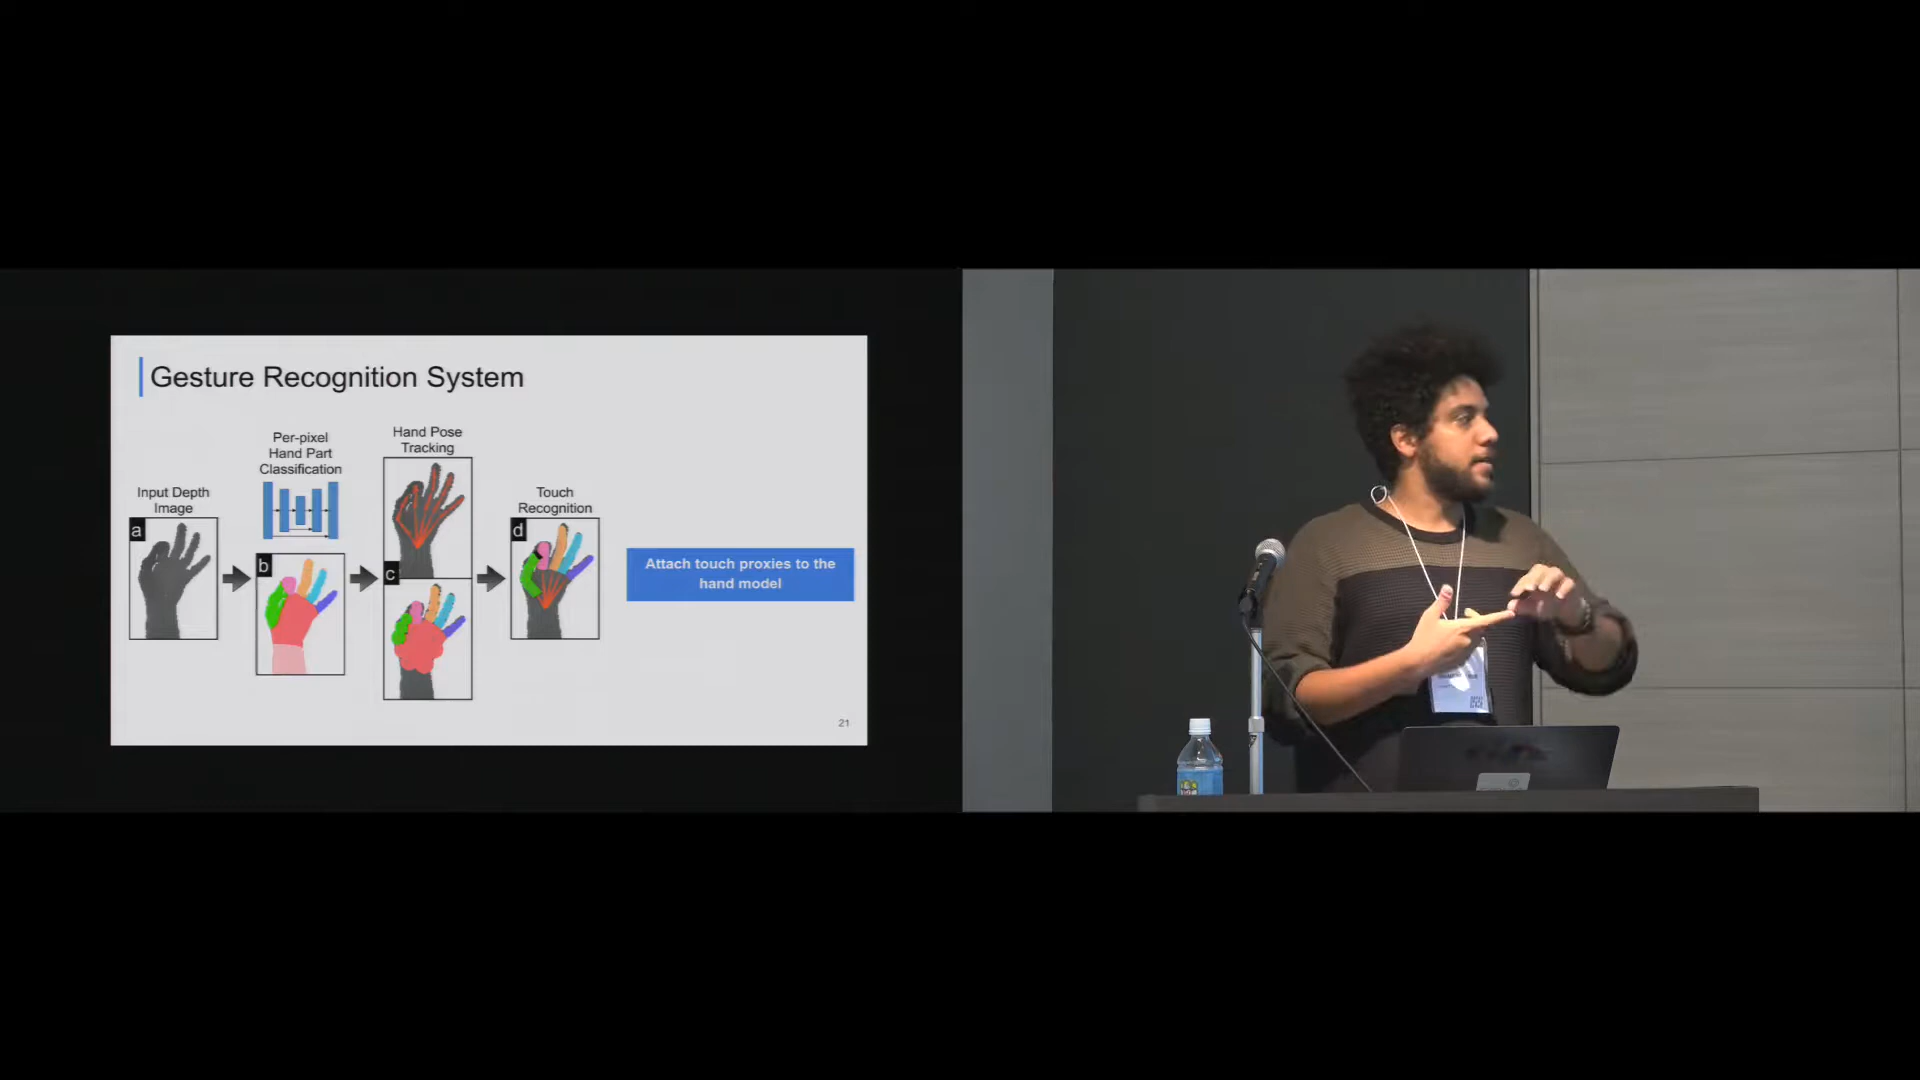 Gesture Recognition System
Input Depth
Image
a
Per-pixel
Hand Part
Classification
b
Hand Pose
Tracking
c
Touch
Recognition
d
Attach touch proxies to the
hand model
21